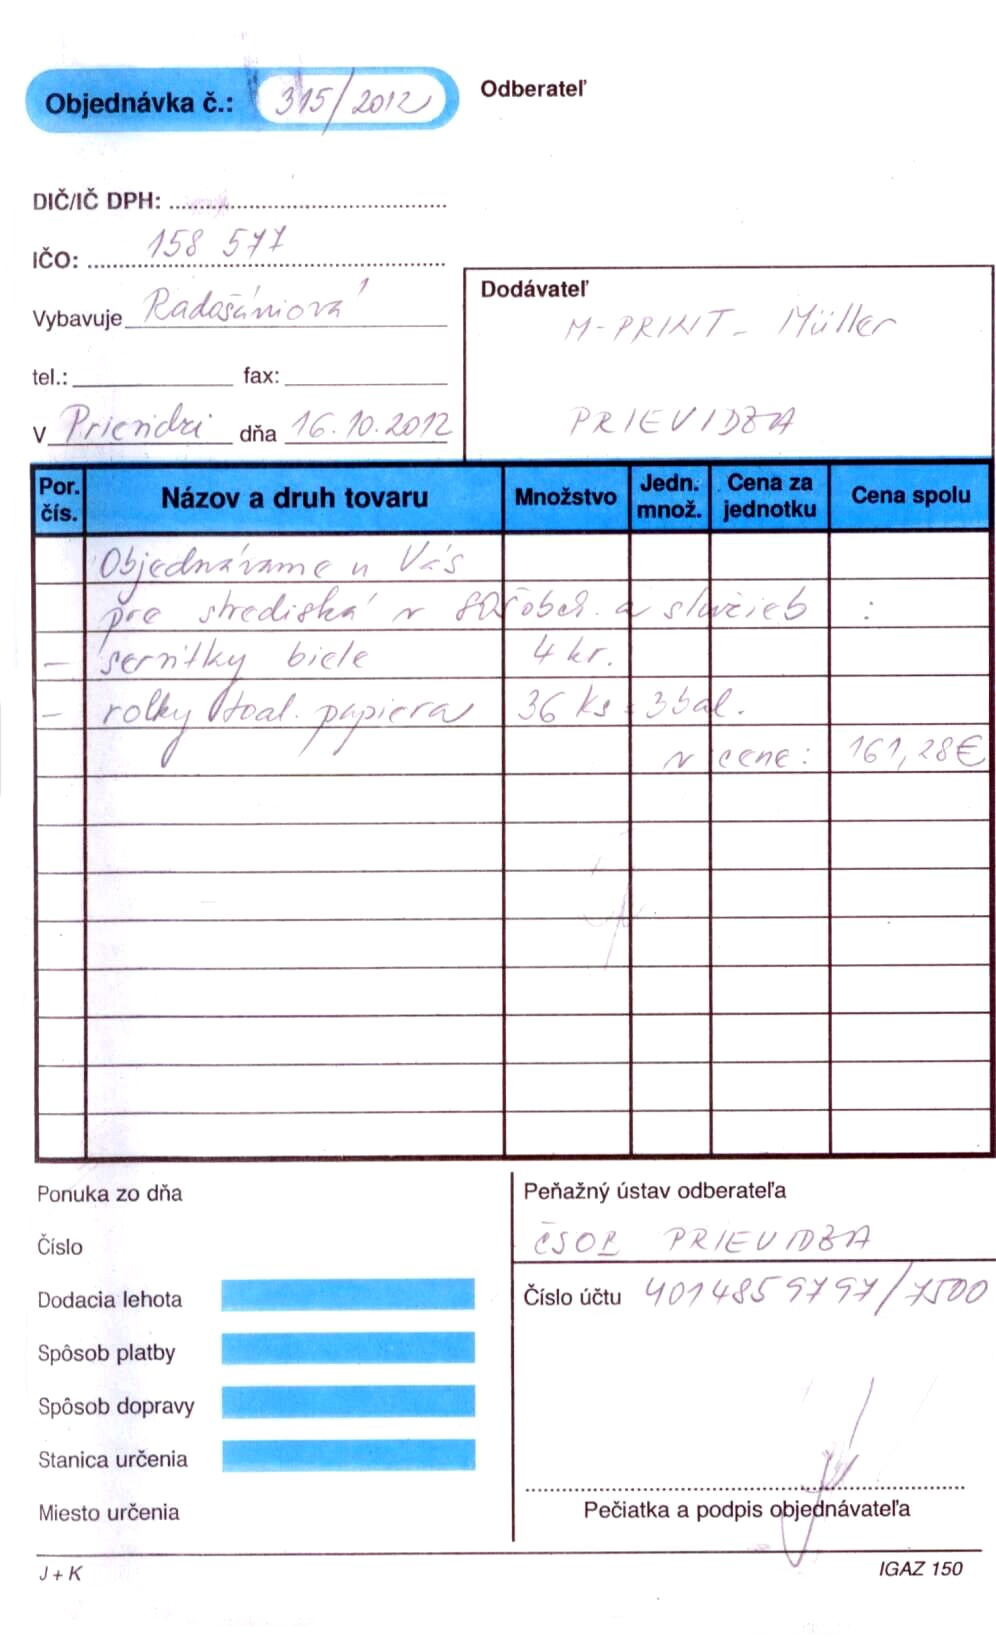 Objednávka č.: 315/2012
Odberateľ
DIČ/IČ DPH:
IČO: 158 577
Vybavuje Radošániová
tel.: fax:
V Prievidzi dňa 16.10.2012
Dodávateľ
M-PRINT- Müller
PRIEVIDZA
Por. čís. Názov a druh tovaru Množstvo Jedn. množ. Cena za jednotku Cena spolu
Objednávame u Vás
pre strediská v a služieb :
- servítky biele 4 kr.
- rolky toal. papiera 36 ks 3 bal.
v cene: 161,28€
Ponuka zo dňa
Číslo
Dodacia lehota
Spôsob platby
Spôsob dopravy
Stanica určenia
Miesto určenia
Peňažný ústav odberateľa
ČSOB PRIEVIDZA
Číslo účtu 4014859797/7500
Pečiatka a podpis objednávateľa
J + K
IGAZ 150